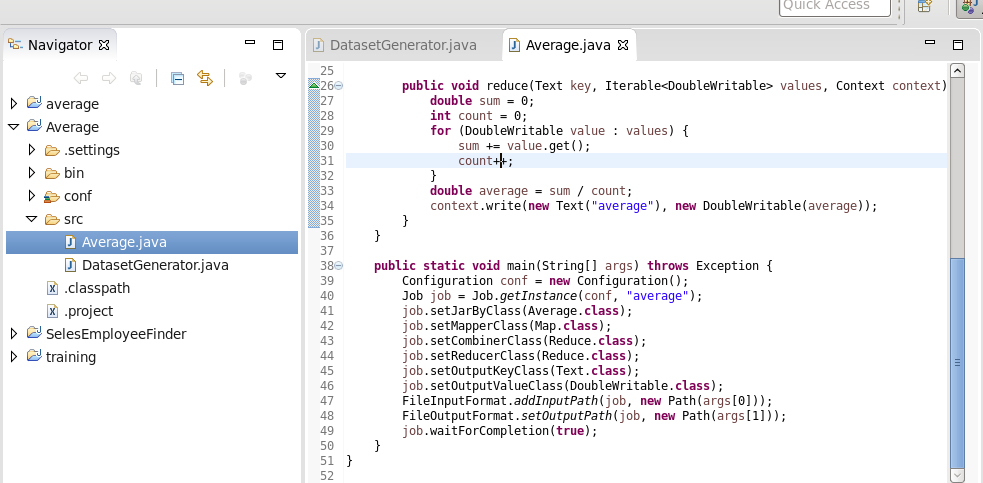 Quick Access
Navigator
average
Average
.settings
bin
conf
src
Average.java
DatasetGenerator.java
.classpath
.project
SelesEmployeeFinder
training
DatasetGenerator.java
Average.java
25
26 public void reduce(Text key, Iterable<DoubleWritable> values, Context context)
27 double sum = 0;
28 int count = 0;
29 for (DoubleWritable value : values) {
30 sum += value.get();
31 count++;
32 }
33 double average = sum / count;
34 context.write(new Text("average"), new DoubleWritable(average));
35 }
36 }
37
38 public static void main(String[] args) throws Exception {
39 Configuration conf = new Configuration();
40 Job job = Job.getInstance(conf, "average");
41 job.setJarByClass(Average.class);
42 job.setMapperClass(Map.class);
43 job.setCombinerClass(Reduce.class);
44 job.setReducerClass(Reduce.class);
45 job.setOutputKeyClass(Text.class);
46 job.setOutputValueClass(DoubleWritable.class);
47 FileInputFormat.addInputPath(job, new Path(args[0]));
48 FileOutputFormat.setOutputPath(job, new Path(args[1]));
49 job.waitForCompletion(true);
50 }
51 }
52